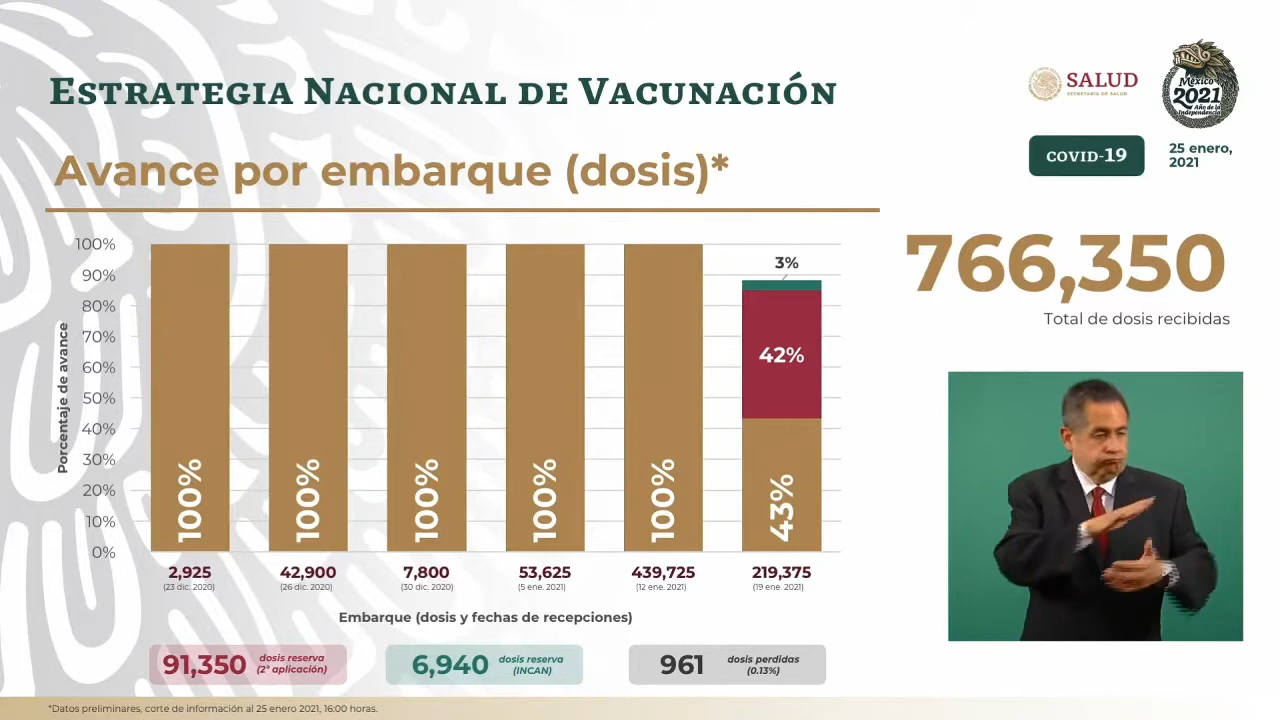 ESTRATEGIA NACIONAL DE VACUNACIÓN
SALUD
SECRETARÍA DE SALUD
México
2021
Año de la
Independencia
COVID-19
25 enero,
2021
Avance por embarque (dosis)*
766,350
Total de dosis recibidas
Porcentaje de avance
100%
90%
80%
70%
60%
50%
40%
30%
20%
10%
0%
100%
100%
100%
100%
100%
3%
42%
43%
2,925
(23 dic. 2020)
42,900
(26 dic. 2020)
7,800
(30 dic. 2020)
53,625
(5 ene. 2021)
439,725
(12 ene. 2021)
219,375
(19 ene. 2021)
Embarque (dosis y fechas de recepciones)
91,350 dosis reserva
(2ª aplicación)
6,940 dosis reserva
(INCAN)
961 dosis perdidas
(0.13%)
*Datos preliminares, corte de información al 25 enero 2021, 16:00 horas.